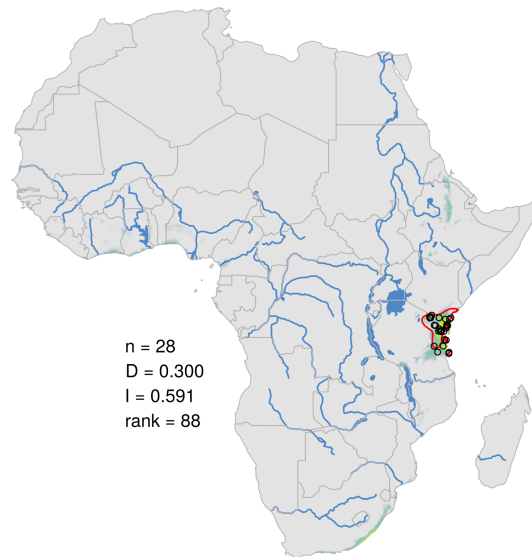 n = 28
D = 0.300
I = 0.591
rank = 88